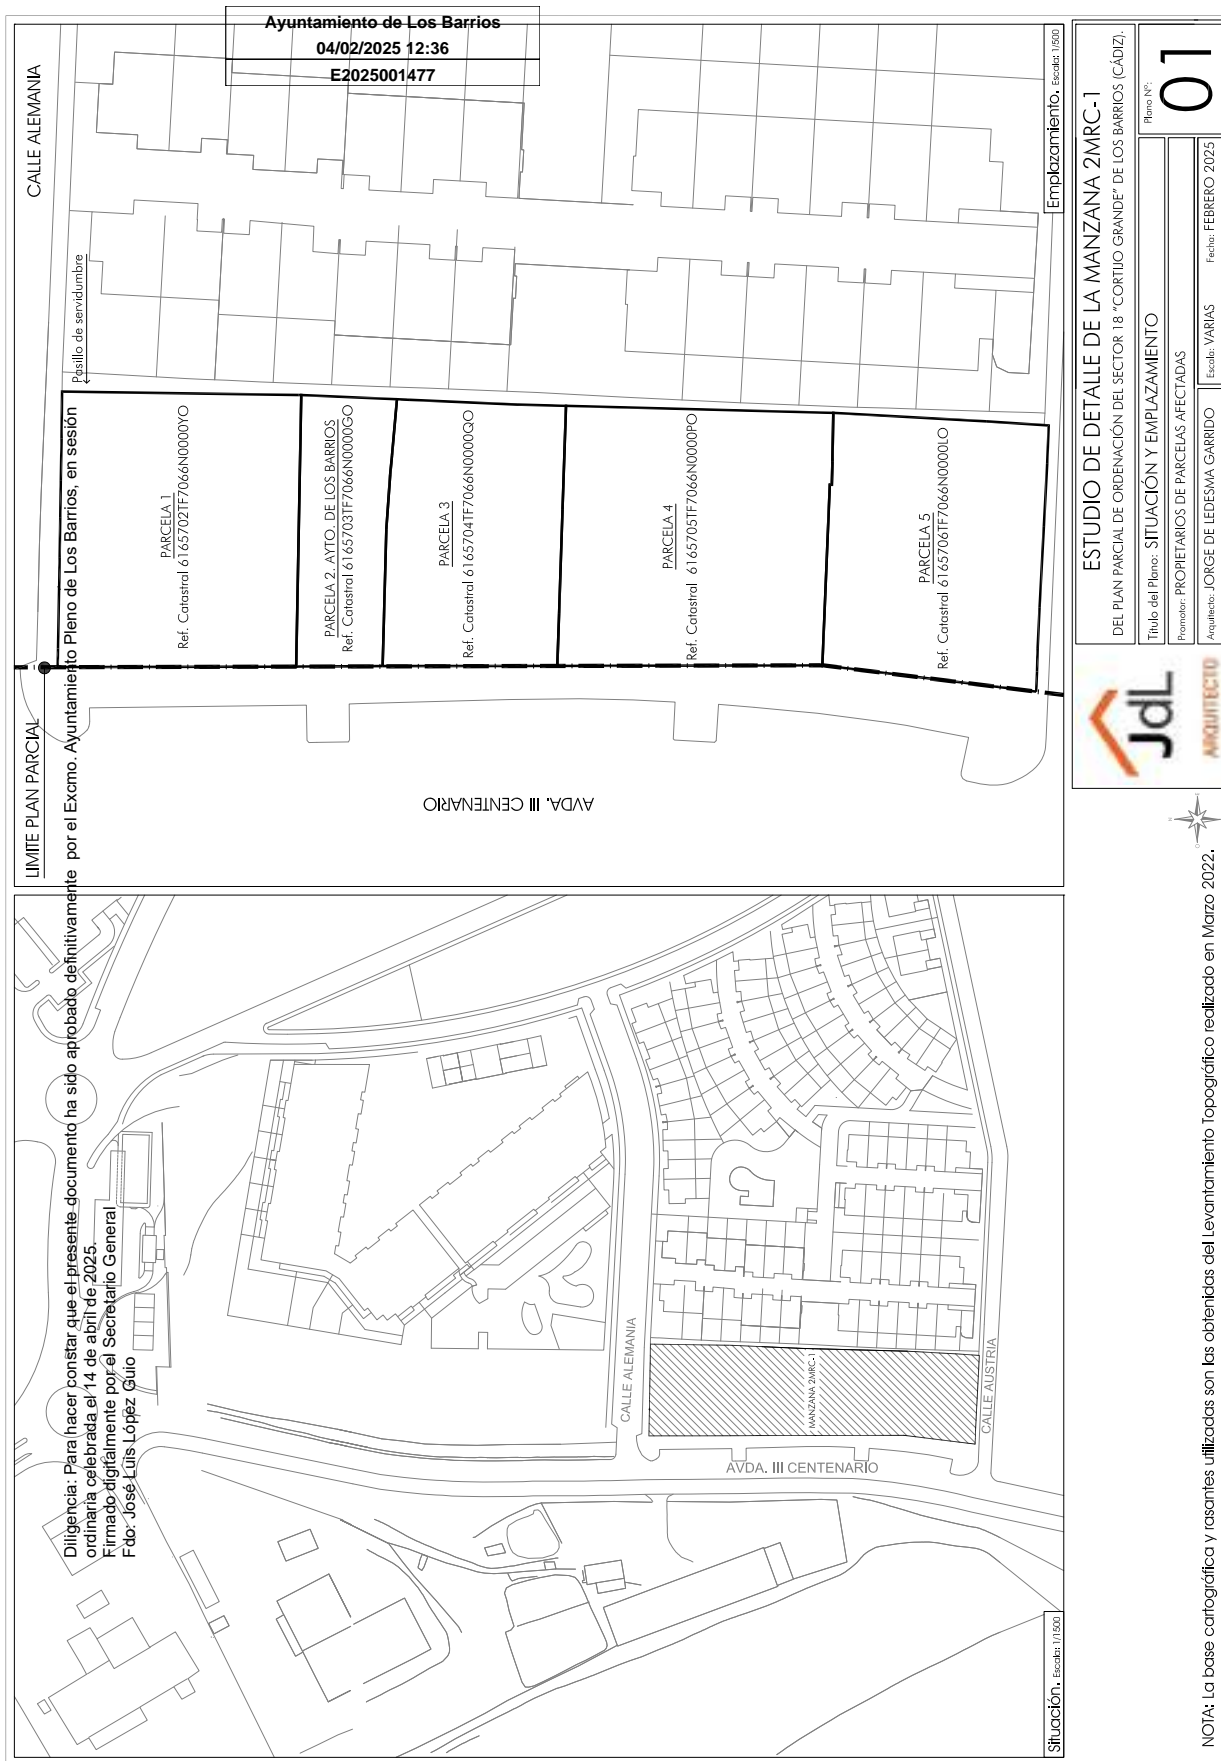 Ayuntamiento de Los Barrios
04/02/2025 12:36
E2025001477
Diligencia: Para hacer constar que el presente documento ha sido aprobado definitivamente por el Excmo. Ayuntamiento Pleno de Los Barrios, en sesión
ordinaria celebrada el 14 de abril de 2025.
Firmado digitalmente por el Secretario General
Fdo: José Luis López Guio
CALLE ALEMANIA
CALLE AUSTRIA
AVDA. III CENTENARIO
MANZANA 2MRC-1
Situación. Escala: 1/1500
LIMITE PLAN PARCIAL
CALLE ALEMANIA
Pasillo de servidumbre
PARCELA 1
Ref. Catastral 6165702TF7066N0000YO
PARCELA 2. AYTO. DE LOS BARRIOS
Ref. Catastral 6165703TF7066N0000GO
PARCELA 3
Ref. Catastral 6165704TF7066N0000QO
PARCELA 4
Ref. Catastral 6165705TF7066N0000PO
PARCELA 5
Ref. Catastral 6165706TF7066N0000LO
AVDA. III CENTENARIO
Emplazamiento. Escala: 1/500
JdL
ARQUITECTO
ESTUDIO DE DETALLE DE LA MANZANA 2MRC-1
DEL PLAN PARCIAL DE ORDENACIÓN DEL SECTOR 18 "CORTIJO GRANDE" DE LOS BARRIOS (CÁDIZ).
Título del Plano: SITUACIÓN Y EMPLAZAMIENTO
Plano Nº:
01
Promotor: PROPIETARIOS DE PARCELAS AFECTADAS
Arquitecto: JORGE DE LEDESMA GARRIDO
Escala: VARIAS
Fecha: FEBRERO 2025
NOTA: La base cartográfica y rasantes utilizadas son las obtenidas del Levantamiento Topográfico realizado en Marzo 2022.